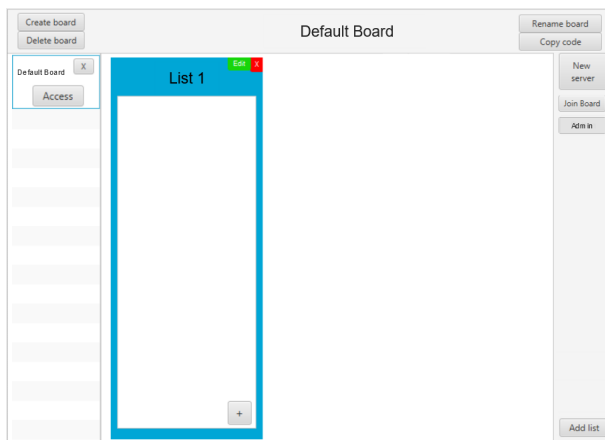 Create board
Delete board
Default Board
Rename board
Copy code
Default Board
X
Access
Edit
X
List 1
+
New
server
Join Board
Admin
Add list